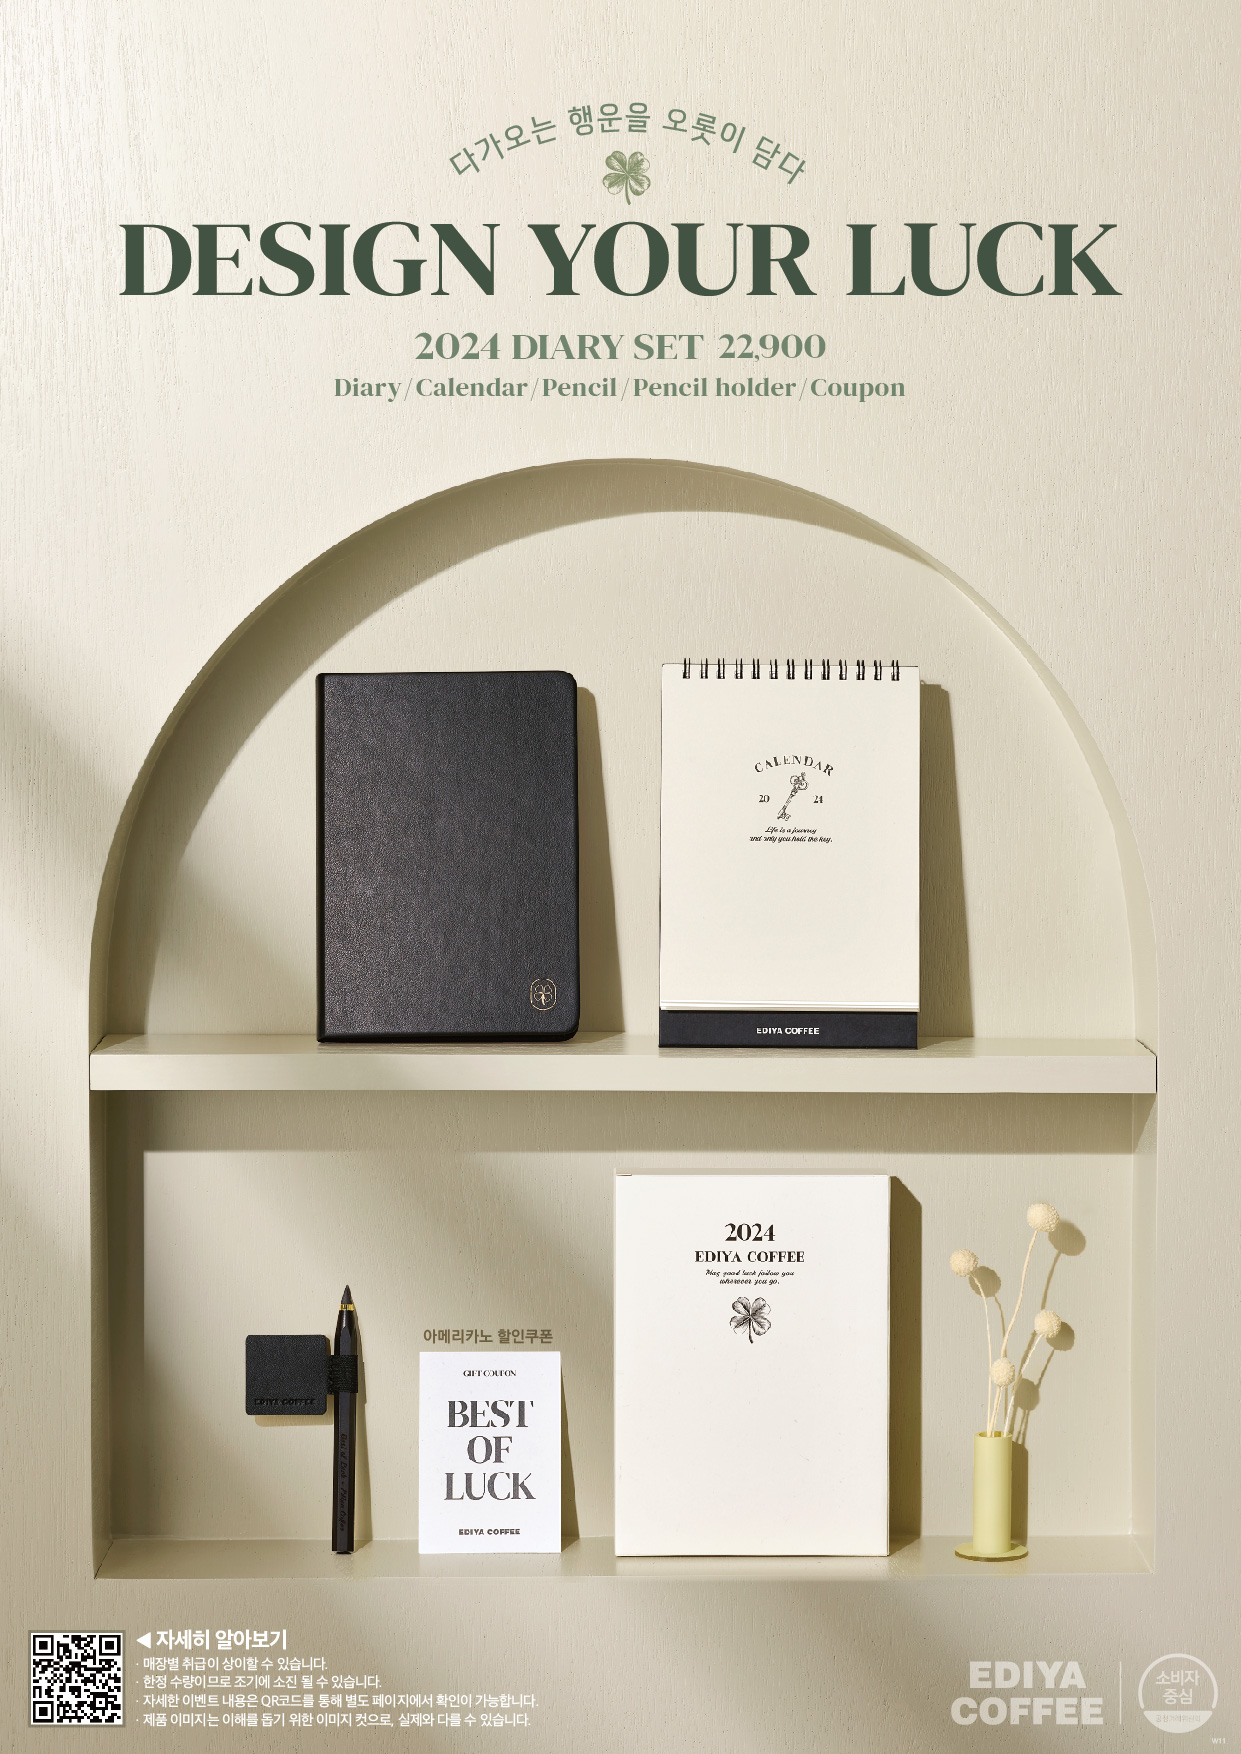 다가오는 행운을 오롯이 담다
DESIGN YOUR LUCK
2024 DIARY SET 22,900
Diary/Calendar/Pencil/Pencil holder/Coupon
CALENDAR
20 24
Life is a journey
and only you hold the key.
EDIYA COFFEE
2024
EDIYA COFFEE
May good luck follow you
wherever you go.
EDIYA COFFEE
아메리카노 할인쿠폰
GIFT COUPON
BEST
OF
LUCK
EDIYA COFFEE
◀ 자세히 알아보기
· 매장별 취급이 상이할 수 있습니다.
· 한정 수량이므로 조기에 소진 될 수 있습니다.
· 자세한 이벤트 내용은 QR코드를 통해 별도 페이지에서 확인이 가능합니다.
· 제품 이미지는 이해를 돕기 위한 이미지 컷으로, 실제와 다를 수 있습니다.
EDIYA
COFFEE
소비자
중심
W11